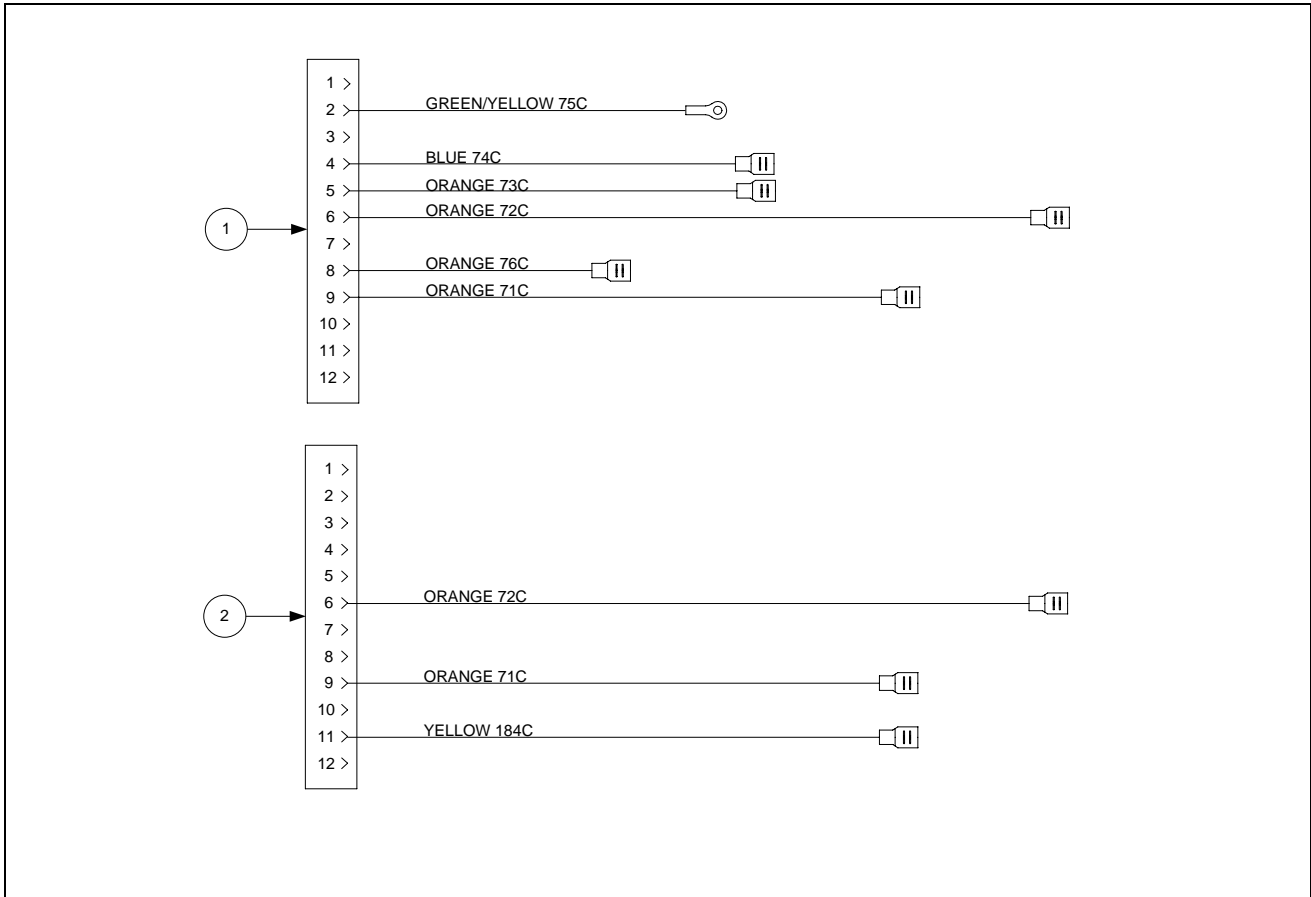 1
2 GREEN/YELLOW 75C
3
4 BLUE 74C
5 ORANGE 73C
6 ORANGE 72C
1
7
8 ORANGE 76C
9 ORANGE 71C
10
11
12
1
2
3
4
5
6 ORANGE 72C
2
7
8
9 ORANGE 71C
10
11 YELLOW 184C
12